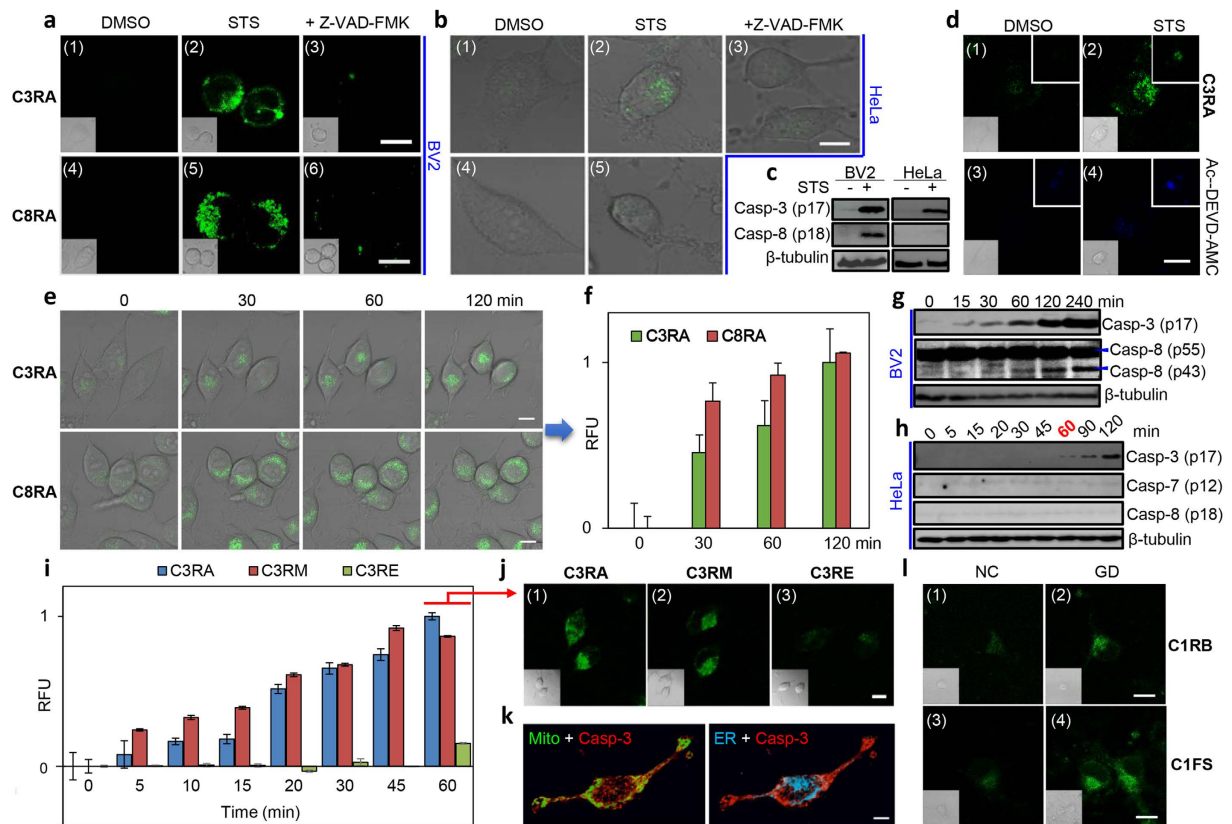 a
DMSO STS + Z-VAD-FMK
(1) (2) (3)
C3RA
(4) (5) (6)
C8RA
BV2
b
DMSO STS +Z-VAD-FMK
(1) (2) (3)
(4) (5)
HeLa
c
BV2 HeLa
STS - + - +
Casp-3 (p17)
Casp-8 (p18)
β-tubulin
d
DMSO STS
(1) (2)
C3RA
(3) (4)
Ac--DEVD-AMC
e
0 30 60 120 min
C3RA
C8RA
f
C3RA C8RA
1
RFU
0
0 30 60 120 min
g
0 15 30 60 120 240 min
BV2
Casp-3 (p17)
Casp-8 (p55)
Casp-8 (p43)
β-tubulin
h
0 5 15 20 30 45 60 90 120 min
HeLa
Casp-3 (p17)
Casp-7 (p12)
Casp-8 (p18)
β-tubulin
i
C3RA C3RM C3RE
1
RFU
0
0 5 10 15 20 30 45 60
Time (min)
j
C3RA C3RM C3RE
(1) (2) (3)
k
Mito + Casp-3 ER + Casp-3
l
NC GD
(1) (2)
C1RB
(3) (4)
C1FS